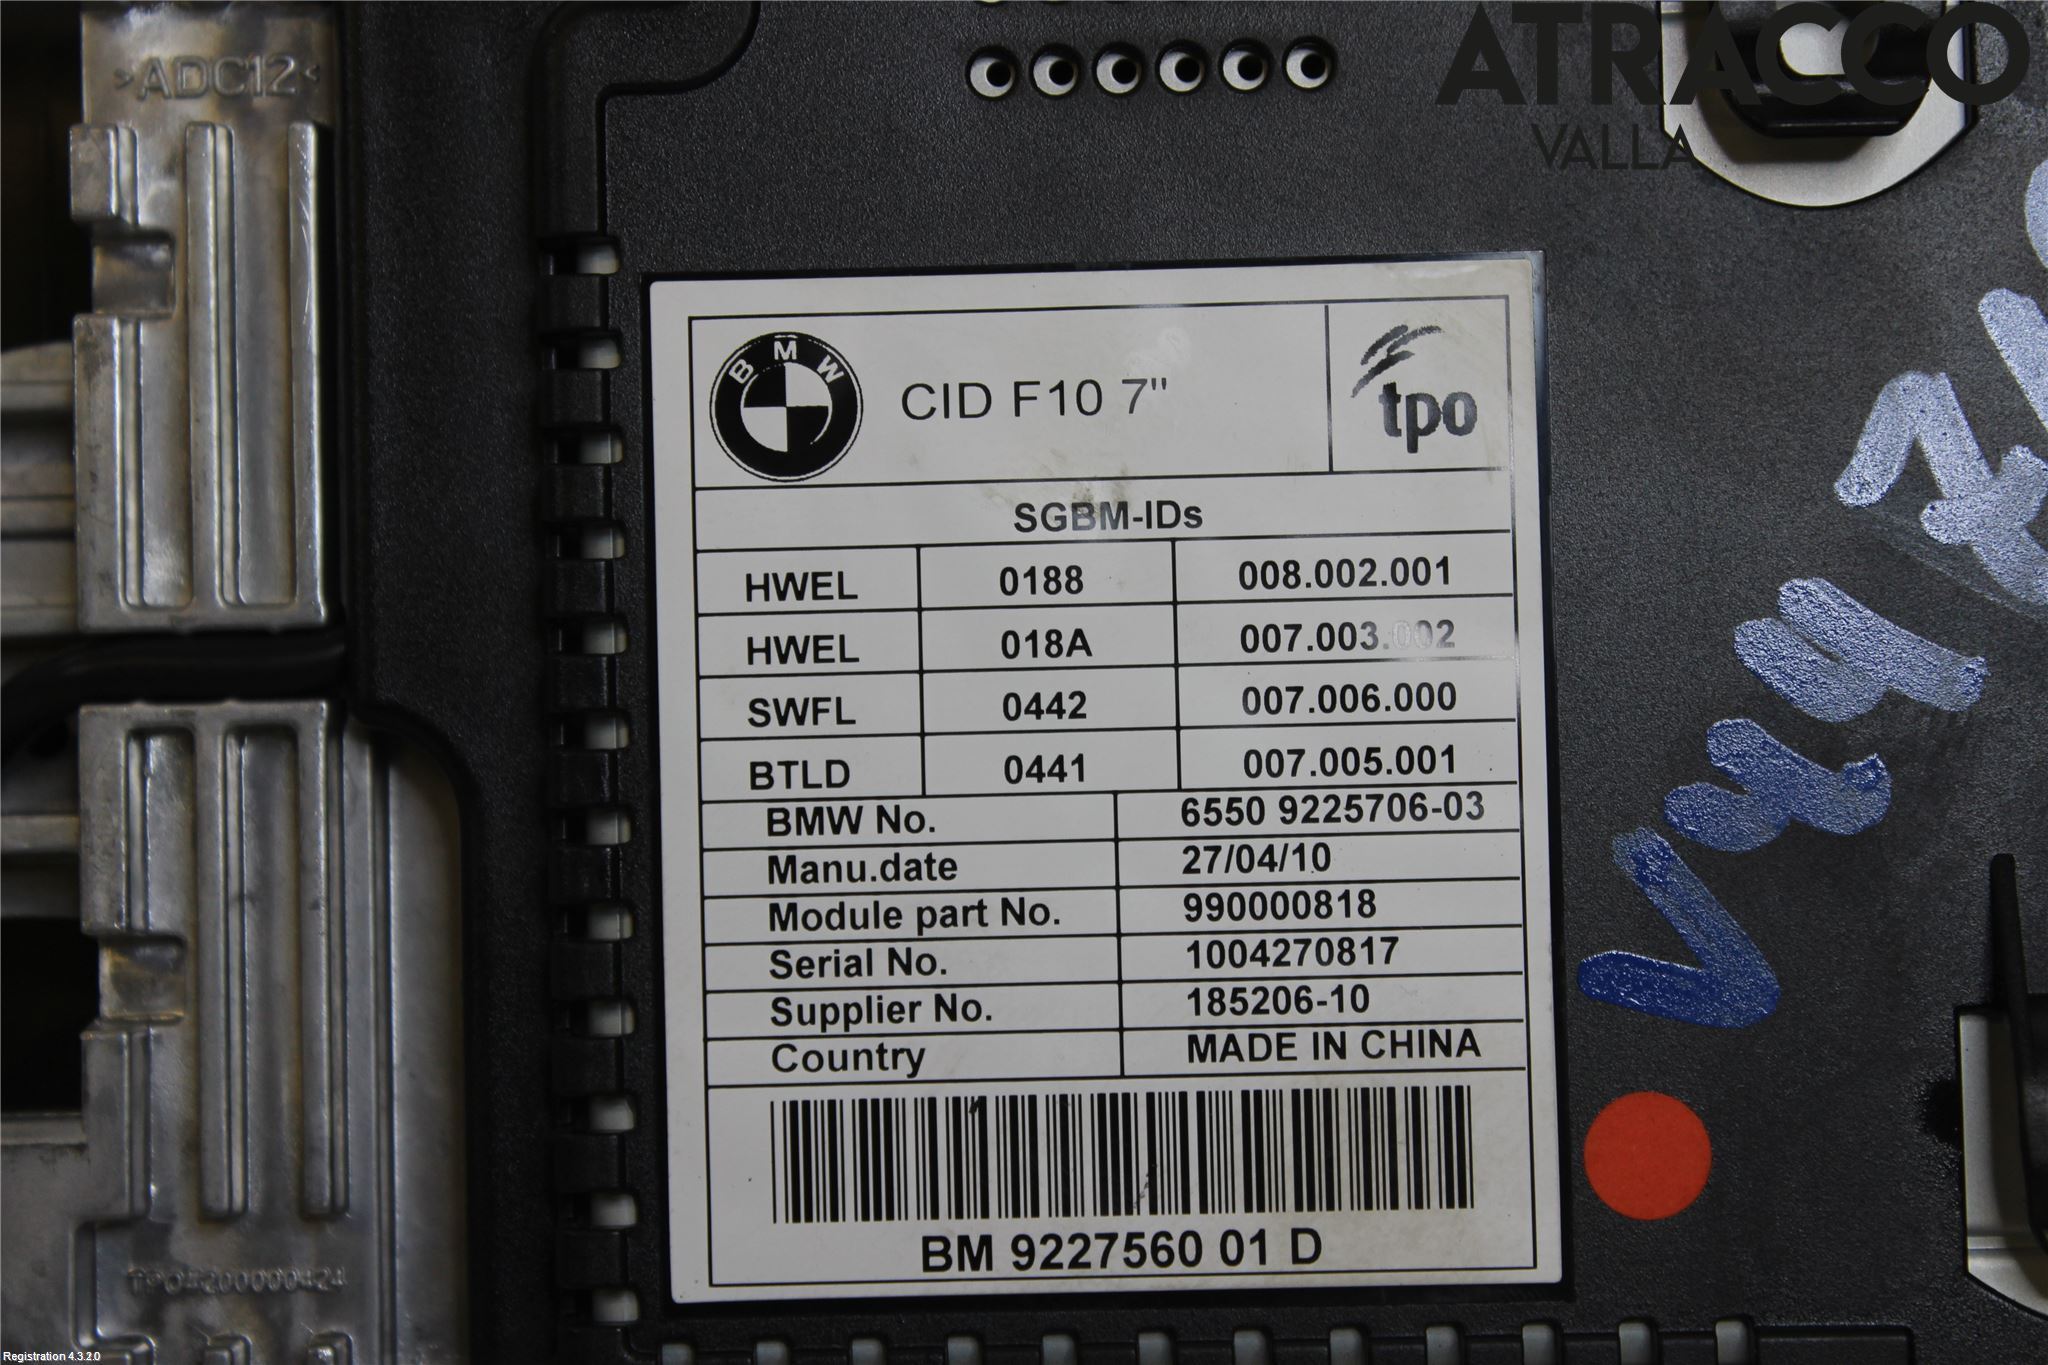 >ADC12<
ATRACCO
VALLA
BMW
CID F10 7"
tpo
SGBM-IDs
HWEL 0188 008.002.001
HWEL 018A 007.003.002
SWFL 0442 007.006.000
BTLD 0441 007.005.001
BMW No. 6550 9225706-03
Manu.date 27/04/10
Module part No. 990000818
Serial No. 1004270817
Supplier No. 185206-10
Country MADE IN CHINA
BM 9227560 01 D
Registration 4.3.2.0